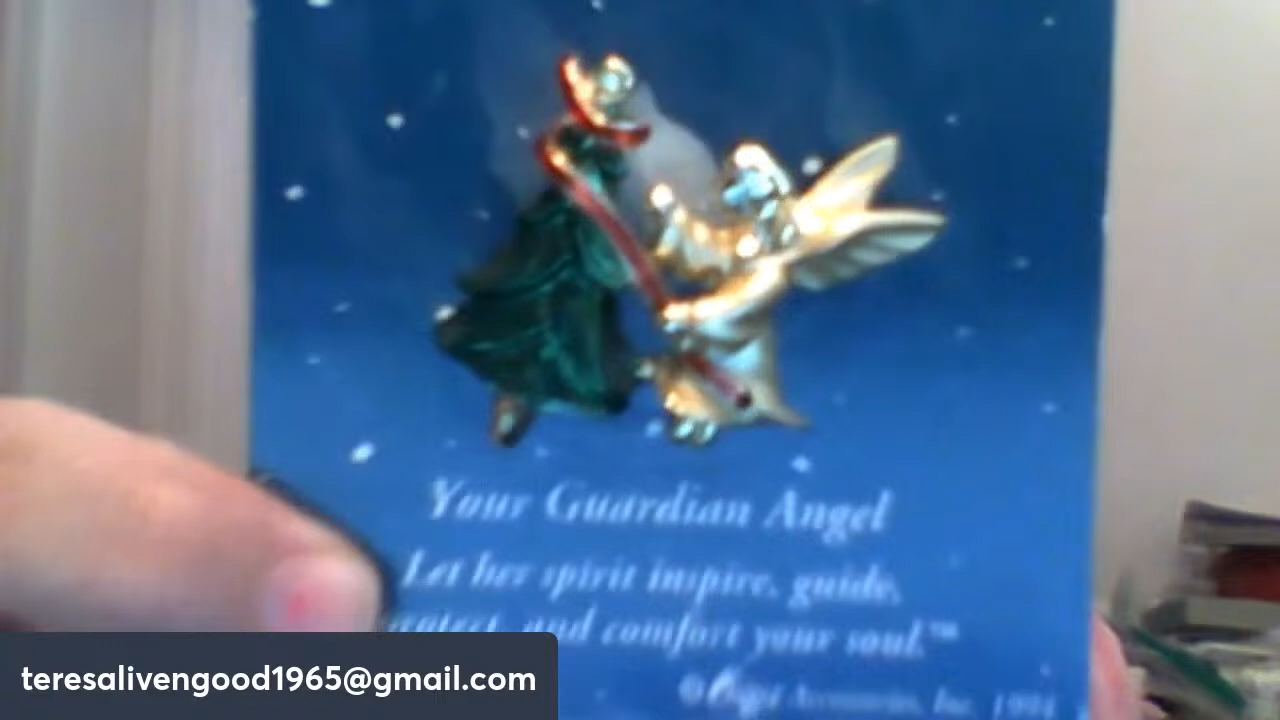 Your Guardian Angel
Let her spirit inspire, guide,
protect, and comfort your soul.™
© Accessories, Inc. 1994
teresalivengood1965@gmail.com